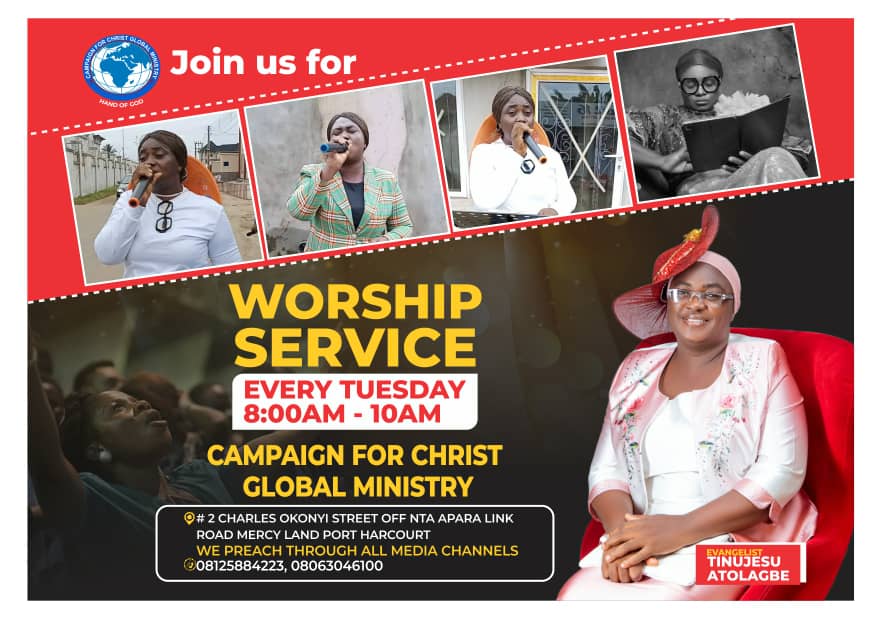 CAMPAIGN FOR CHRIST GLOBAL MINISTRY
HAND OF GOD
Join us for
WORSHIP
SERVICE
EVERY TUESDAY
8:00AM - 10AM
CAMPAIGN FOR CHRIST
GLOBAL MINISTRY
# 2 CHARLES OKONYI STREET OFF NTA APARA LINK
ROAD MERCY LAND PORT HARCOURT
WE PREACH THROUGH ALL MEDIA CHANNELS
08125884223, 08063046100
EVANGELIST
TINUJESU
ATOLAGBE